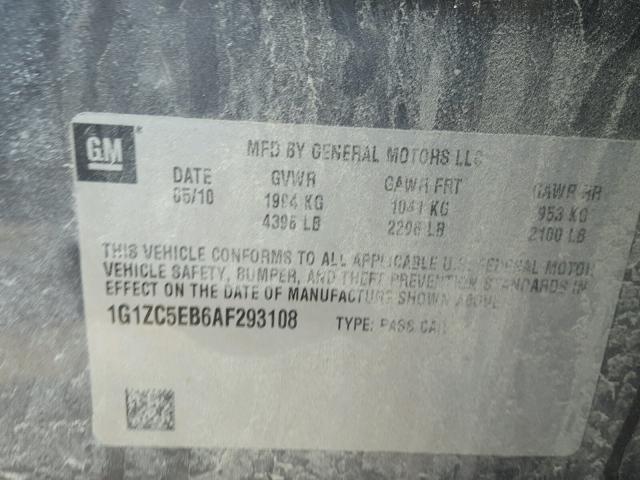 GM
MFD BY GENERAL MOTORS LLC
DATE GVWR GAWR FRT GAWR RR
05/10 1994 KG 1041 KG 953 KG
4396 LB 2296 LB 2100 LB
THIS VEHICLE CONFORMS TO ALL APPLICABLE U.S. FEDERAL MOTOR
VEHICLE SAFETY, BUMPER, AND THEFT PREVENTION STANDARDS IN
EFFECT ON THE DATE OF MANUFACTURE SHOWN ABOVE.
1G1ZC5EB6AF293108 TYPE: PASS CAR